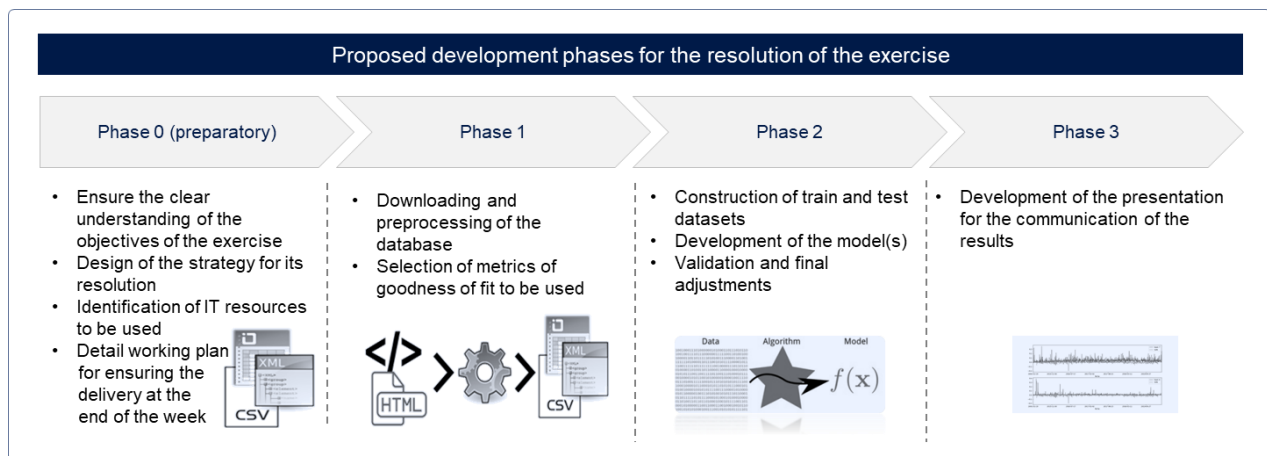 Proposed development phases for the resolution of the exercise
Phase 0 (preparatory)
Phase 1
Phase 2
Phase 3
• Ensure the clear
understanding of the
objectives of the exercise
• Design of the strategy for its
resolution
• Identification of IT resources
to be used
• Detail working plan
for ensuring the
delivery at the
end of the week
XML
CSV
• Downloading and
preprocessing of the
database
• Selection of metrics of
goodness of fit to be used
</>
HTML
XML
CSV
• Construction of train and test
datasets
• Development of the model(s)
• Validation and final
adjustments
Data
Algorithm
Model
f(x)
• Development of the presentation
for the communication of the
results